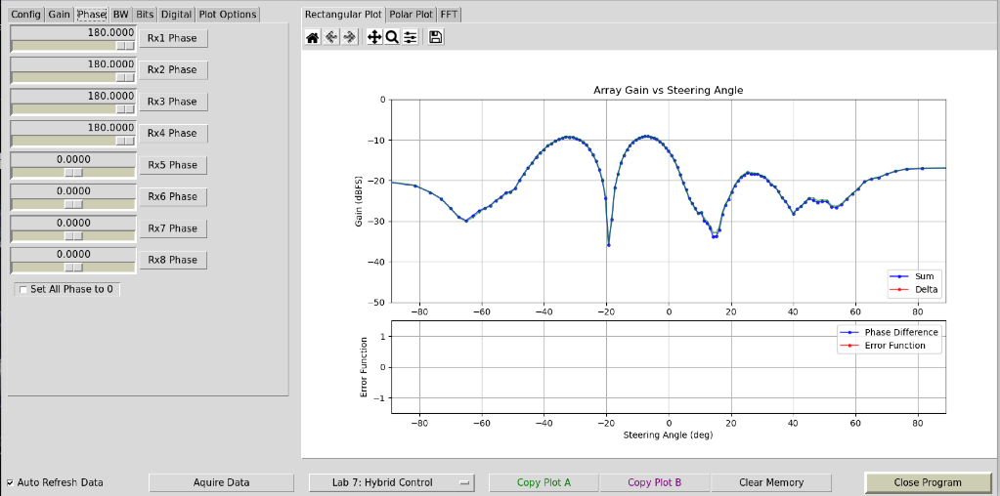 Config Gain Phase BW Bits Digital Plot Options
180.0000 Rx1 Phase
180.0000 Rx2 Phase
180.0000 Rx3 Phase
180.0000 Rx4 Phase
0.0000 Rx5 Phase
0.0000 Rx6 Phase
0.0000 Rx7 Phase
0.0000 Rx8 Phase
Set All Phase to 0
Rectangular Plot Polar Plot FFT
Array Gain vs Steering Angle
Gain (dBFS)
0
−10
−20
−30
−40
−50
Sum
Delta
−80 −60 −40 −20 0 20 40 60 80
Error Function
1
0
−1
Phase Difference
Error Function
−80 −60 −40 −20 0 20 40 60 80
Steering Angle (deg)
Auto Refresh Data Aquire Data Lab 7: Hybrid Control Copy Plot A Copy Plot B Clear Memory Close Program